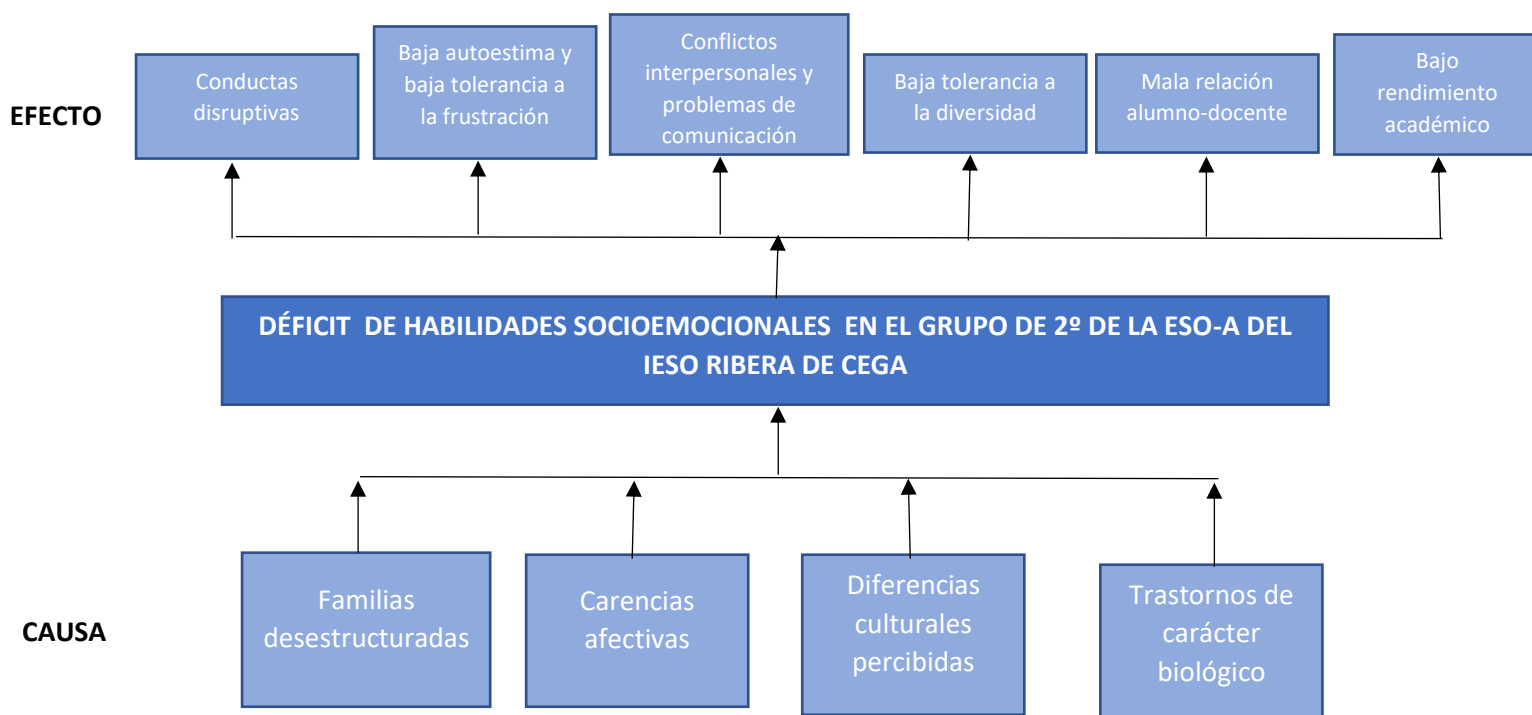 EFECTO
Conductas
disruptivas
Baja autoestima y
baja tolerancia a
la frustración
Conflictos
interpersonales y
problemas de
comunicación
Baja tolerancia a
la diversidad
Mala relación
alumno-docente
Bajo
rendimiento
académico
DÉFICIT DE HABILIDADES SOCIOEMOCIONALES EN EL GRUPO DE 2º DE LA ESO-A DEL
IESO RIBERA DE CEGA
CAUSA
Familias
desestructuradas
Carencias
afectivas
Diferencias
culturales
percibidas
Trastornos de
carácter
biológico